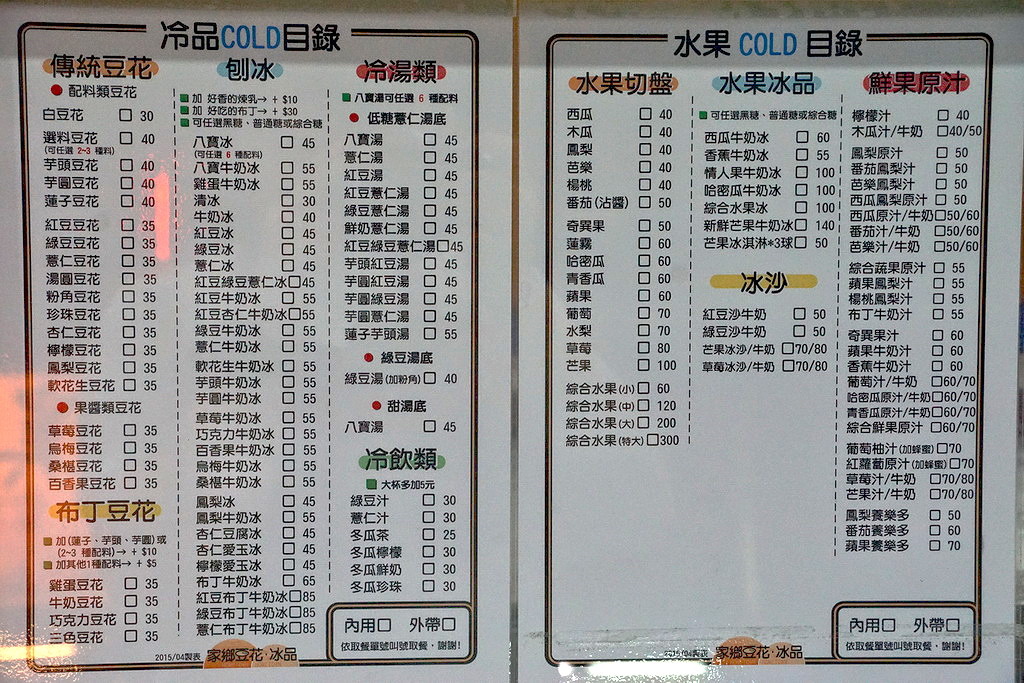 冷品COLD目錄
傳統豆花
配料類豆花
白豆花 □ 30
選料豆花 □ 40
(可任選 2~3 種料)
芋頭豆花 □ 40
芋圓豆花 □ 40
蓮子豆花 □ 40
紅豆豆花 □ 35
綠豆豆花 □ 35
薏仁豆花 □ 35
湯圓豆花 □ 35
粉角豆花 □ 35
珍珠豆花 □ 35
杏仁豆花 □ 35
檸檬豆花 □ 35
鳳梨豆花 □ 35
軟花生豆花 □ 35
果醬類豆花
草莓豆花 □ 35
烏梅豆花 □ 35
桑椹豆花 □ 35
百香果豆花 □ 35
布丁豆花
加(蓮子、芋頭、芋圓)或
(2~3 種配料)→ + $10
加其他1種配料→ + $5
雞蛋豆花 □ 35
牛奶豆花 □ 35
巧克力豆花 □ 35
三色豆花 □ 35
刨冰
加 好香的煉乳→ + $10
加 好吃的布丁→ + $30
可任選黑糖、普通糖或綜合糖
八寶冰 □ 45
(可任選 6 種配料)
八寶牛奶冰 □ 55
雞蛋牛奶冰 □ 55
清冰 □ 30
牛奶冰 □ 40
紅豆冰 □ 45
綠豆冰 □ 45
薏仁冰 □ 45
紅豆綠豆薏仁冰□45
紅豆牛奶冰 □ 55
紅豆杏仁牛奶冰□55
綠豆牛奶冰 □ 55
薏仁牛奶冰 □ 55
軟花生牛奶冰 □ 55
芋頭牛奶冰 □ 55
芋圓牛奶冰 □ 55
草莓牛奶冰 □ 55
巧克力牛奶冰 □ 55
百香果牛奶冰 □ 55
烏梅牛奶冰 □ 55
桑椹牛奶冰 □ 55
鳳梨冰 □ 45
鳳梨牛奶冰 □ 55
杏仁豆腐冰 □ 45
杏仁愛玉冰 □ 45
檸檬愛玉冰 □ 45
布丁牛奶冰 □ 65
紅豆布丁牛奶冰□85
綠豆布丁牛奶冰□85
薏仁布丁牛奶冰□85
冷湯類
八寶湯可任選 6 種配料
低糖薏仁湯底
八寶湯 □ 45
薏仁湯 □ 45
紅豆湯 □ 45
紅豆薏仁湯 □ 45
綠豆薏仁湯 □ 45
鮮奶薏仁湯 □ 45
紅豆綠豆薏仁湯□45
芋頭紅豆湯 □ 45
芋圓紅豆湯 □ 45
芋圓綠豆湯 □ 45
芋圓薏仁湯 □ 45
蓮子芋頭湯 □ 55
綠豆湯底
綠豆湯(加粉角) □ 40
甜湯底
八寶湯 □ 45
冷飲類
大杯多加5元
綠豆汁 □ 30
薏仁汁 □ 30
冬瓜茶 □ 25
冬瓜檸檬 □ 30
冬瓜鮮奶 □ 30
冬瓜珍珠 □ 30
內用□ 外帶□
依取餐單號叫號取餐,謝謝!
2015/04製表 家鄉豆花·冰品
水果 COLD 目錄
水果切盤
西瓜 □ 40
木瓜 □ 40
鳳梨 □ 40
芭樂 □ 40
楊桃 □ 40
番茄(沾醬) □ 50
奇異果 □ 50
蓮霧 □ 60
哈密瓜 □ 60
青香瓜 □ 60
蘋果 □ 60
葡萄 □ 70
水梨 □ 70
草莓 □ 80
芒果 □ 100
綜合水果(小) □ 60
綜合水果(中) □ 120
綜合水果(大) □ 200
綜合水果(特大) □300
水果冰品
可任選黑糖、普通糖或綜合糖
西瓜牛奶冰 □ 60
香蕉牛奶冰 □ 55
情人果牛奶冰 □ 100
哈密瓜牛奶冰 □ 100
綜合水果冰 □ 100
新鮮芒果牛奶冰□ 140
芒果冰淇淋*3球□ 50
冰沙
紅豆沙牛奶 □ 50
綠豆沙牛奶 □ 50
芒果冰沙/牛奶 □70/80
草莓冰沙/牛奶 □70/80
鮮果原汁
檸檬汁 □ 40
木瓜汁/牛奶 □40/50
鳳梨原汁 □ 50
番茄鳳梨汁 □ 50
芭樂鳳梨汁 □ 50
西瓜鳳梨原汁 □ 50
西瓜原汁/牛奶□50/60
番茄汁/牛奶 □50/60
芭樂汁/牛奶 □50/60
綜合蔬果原汁 □ 55
蘋果鳳梨汁 □ 55
楊桃鳳梨汁 □ 55
布丁牛奶汁 □ 55
奇異果汁 □ 60
蘋果牛奶汁 □ 60
香蕉牛奶汁 □ 60
葡萄汁/牛奶 □60/70
哈密瓜原汁/牛奶□60/70
青香瓜原汁/牛奶□60/70
綜合鮮果原汁 □60/70
葡萄柚汁(加蜂蜜) □70
紅蘿蔔原汁(加蜂蜜)□70
草莓汁/牛奶 □70/80
芒果汁/牛奶 □70/80
鳳梨養樂多 □ 50
番茄養樂多 □ 60
蘋果養樂多 □ 70
內用□ 外帶□
依取餐單號叫號取餐,謝謝!
2015/04製表 家鄉豆花·冰品